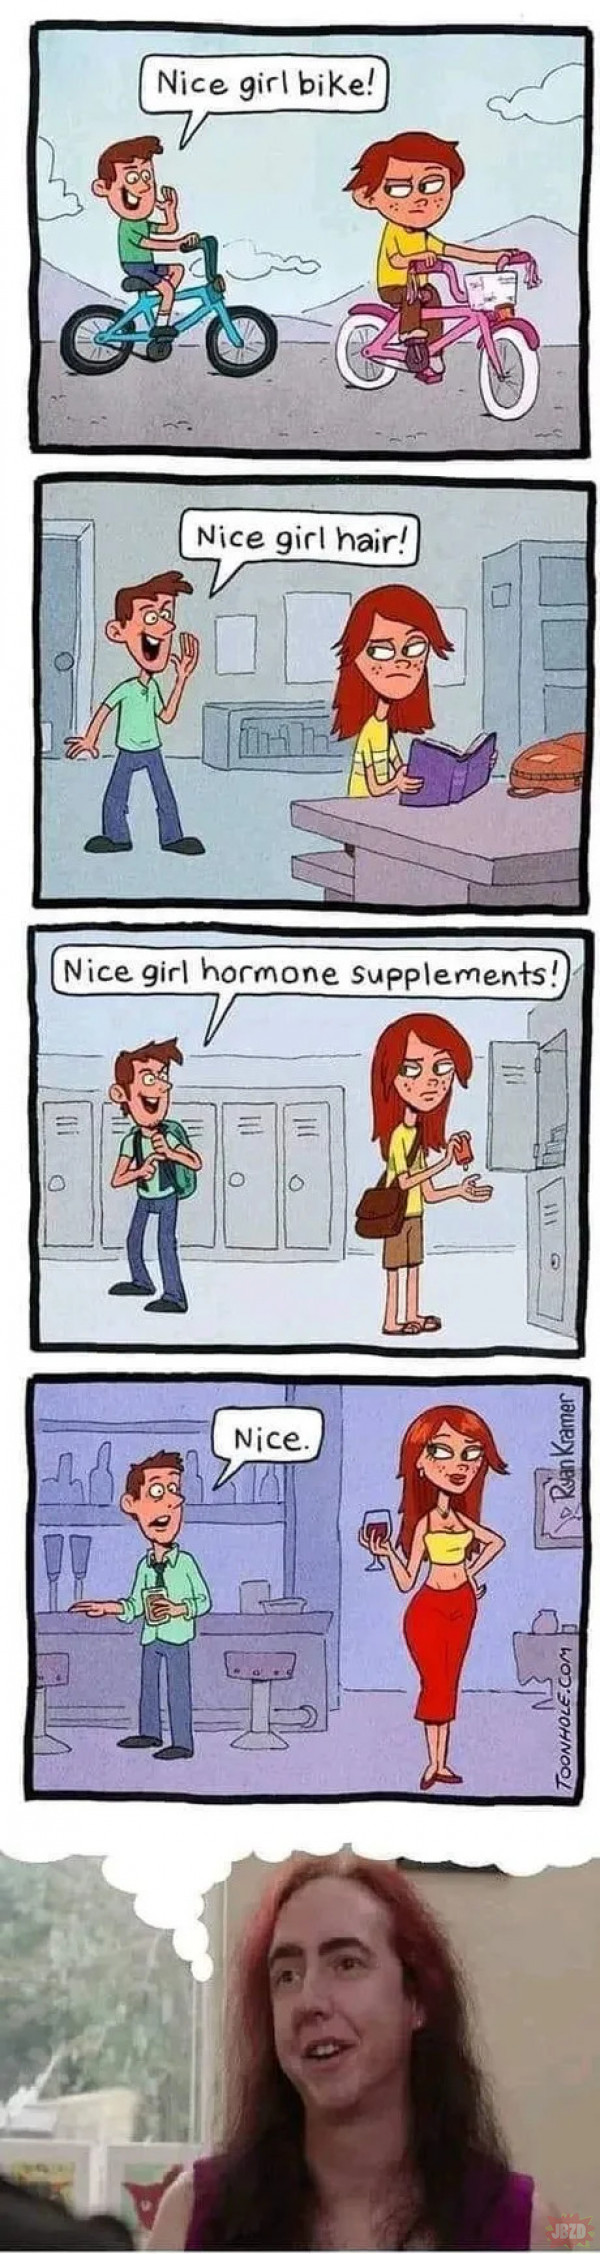 Nice girl bike!
Nice girl hair!
Nice girl hormone supplements!
Nice.
Ryan Kramer
TOONHOLE.COM
JBZD